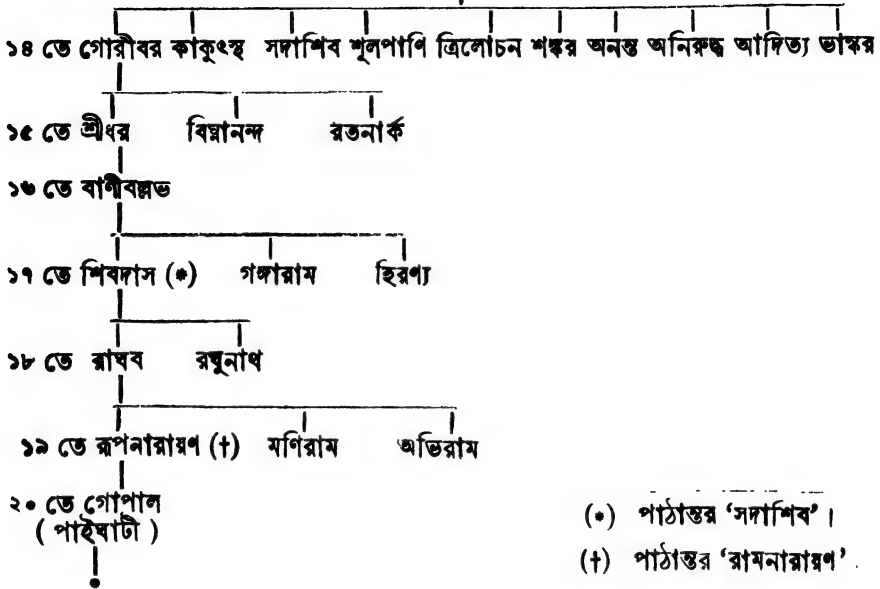 ১৪ তে গৌরীবর কাকুৎস্থ সদাশিব শূলপাণি ত্রিলোচন শঙ্কর অনন্ত অনিরুদ্ধ আদিত্য ভাস্কর
১৫ তে শ্রীধর বিঘ্নানন্দ রতনার্ক
১৬ তে বাণীবল্লভ
১৭ তে শিবদাস (*) গঙ্গারাম হিরণ্য
১৮ তে রাঘব রঘুনাথ
১৯ তে রূপনারায়ণ (†) মণিরাম অভিরাম
২০ তে গোপাল
( পাইঘাটী )
(*) পাঠান্তর ‘সদাশিব’ ।
(†) পাঠান্তর ‘রামনারায়ণ’ .